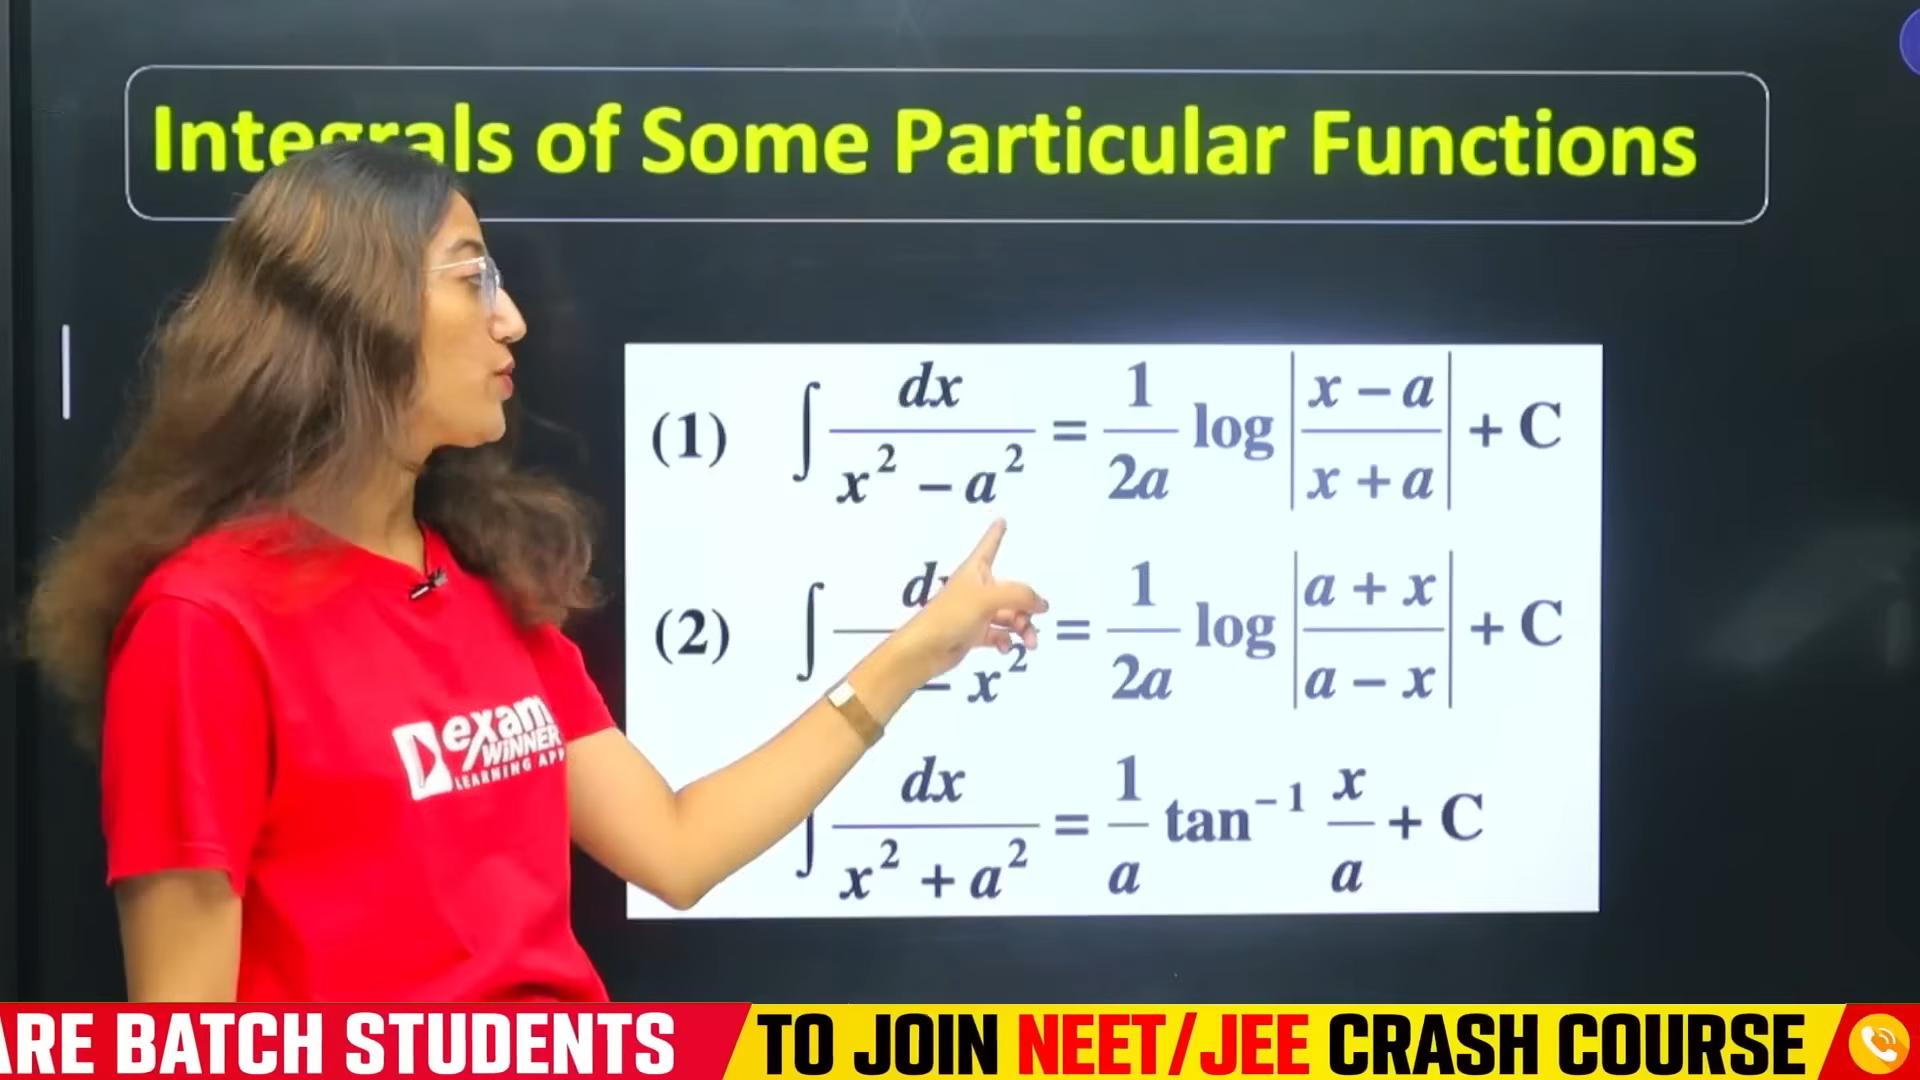 Integrals of Some Particular Functions
(1) ∫ dx / (x² − a²) = 1/2a log |(x − a)/(x + a)| + C
(2) ∫ − x² = 1/2a log |(a + x)/(a − x)| + C
∫ dx / (x² + a²) = 1/a tan⁻¹ x/a + C
exam
WINNER
LEARNING APP
BATCH STUDENTS TO JOIN NEET/JEE CRASH COURSE